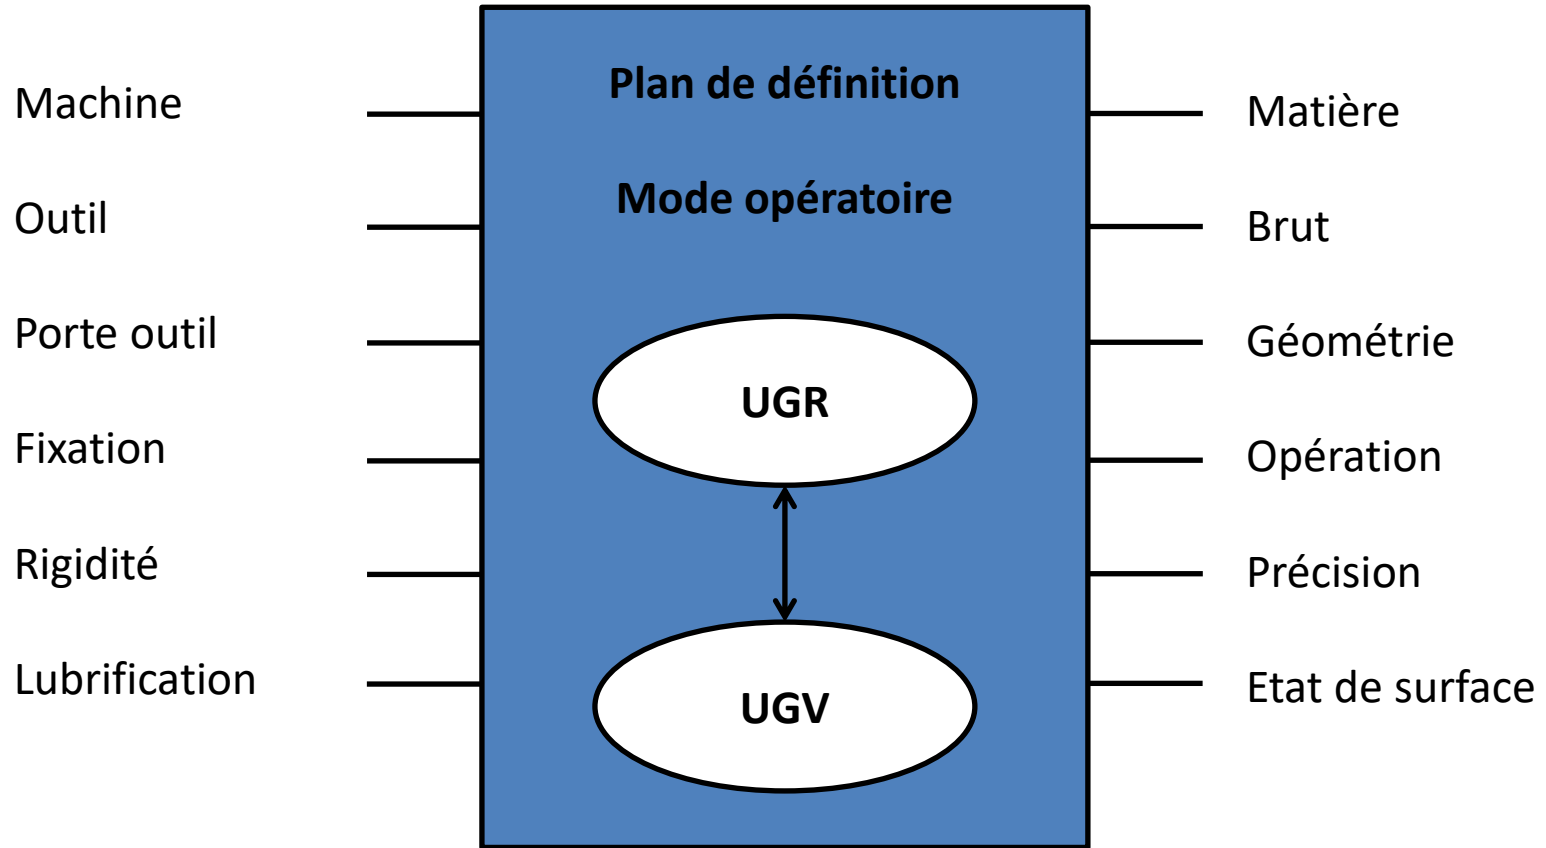 Machine
Outil
Porte outil
Fixation
Rigidité
Lubrification
Plan de définition
Mode opératoire
UGR
UGV
Matière
Brut
Géométrie
Opération
Précision
Etat de surface